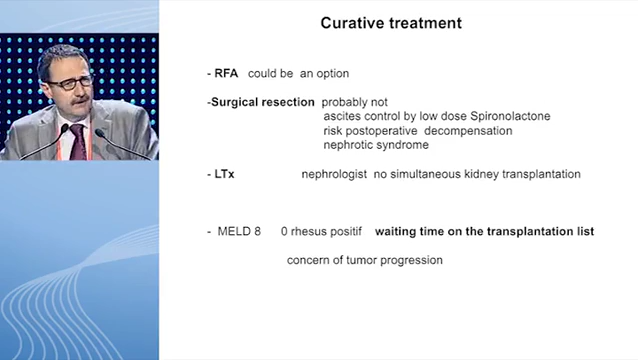 Curative treatment
- RFA could be an option
-Surgical resection probably not
ascites control by low dose Spironolactone
risk postoperative decompensation
nephrotic syndrome
- LTx nephrologist no simultaneous kidney transplantation
- MELD 8 0 rhesus positif waiting time on the transplantation list
concern of tumor progression